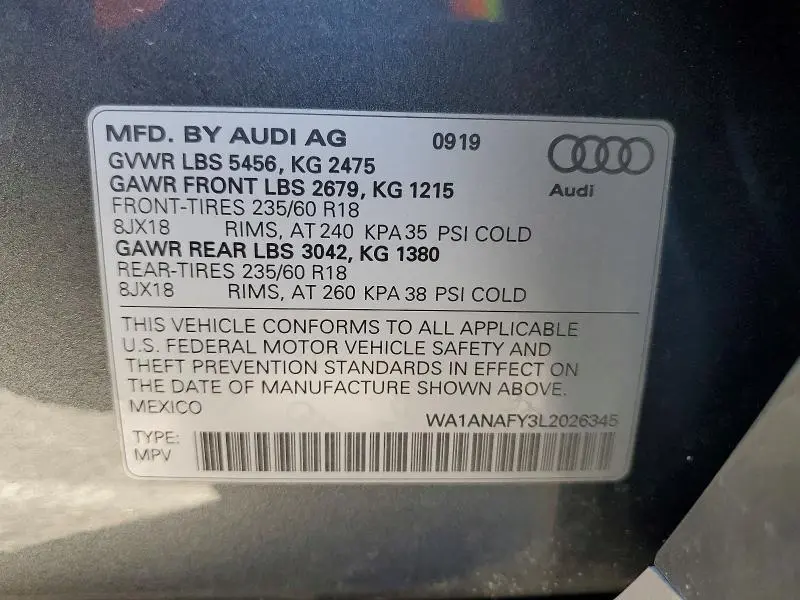 MFD. BY AUDI AG 0919
GVWR LBS 5456, KG 2475
GAWR FRONT LBS 2679, KG 1215
Audi
FRONT-TIRES 235/60 R18
8JX18 RIMS, AT 240 KPA 35 PSI COLD
GAWR REAR LBS 3042, KG 1380
REAR-TIRES 235/60 R18
8JX18 RIMS, AT 260 KPA 38 PSI COLD
THIS VEHICLE CONFORMS TO ALL APPLICABLE
U.S. FEDERAL MOTOR VEHICLE SAFETY AND
THEFT PREVENTION STANDARDS IN EFFECT ON
THE DATE OF MANUFACTURE SHOWN ABOVE.
MEXICO
WA1ANAFY3L2026345
TYPE:
MPV